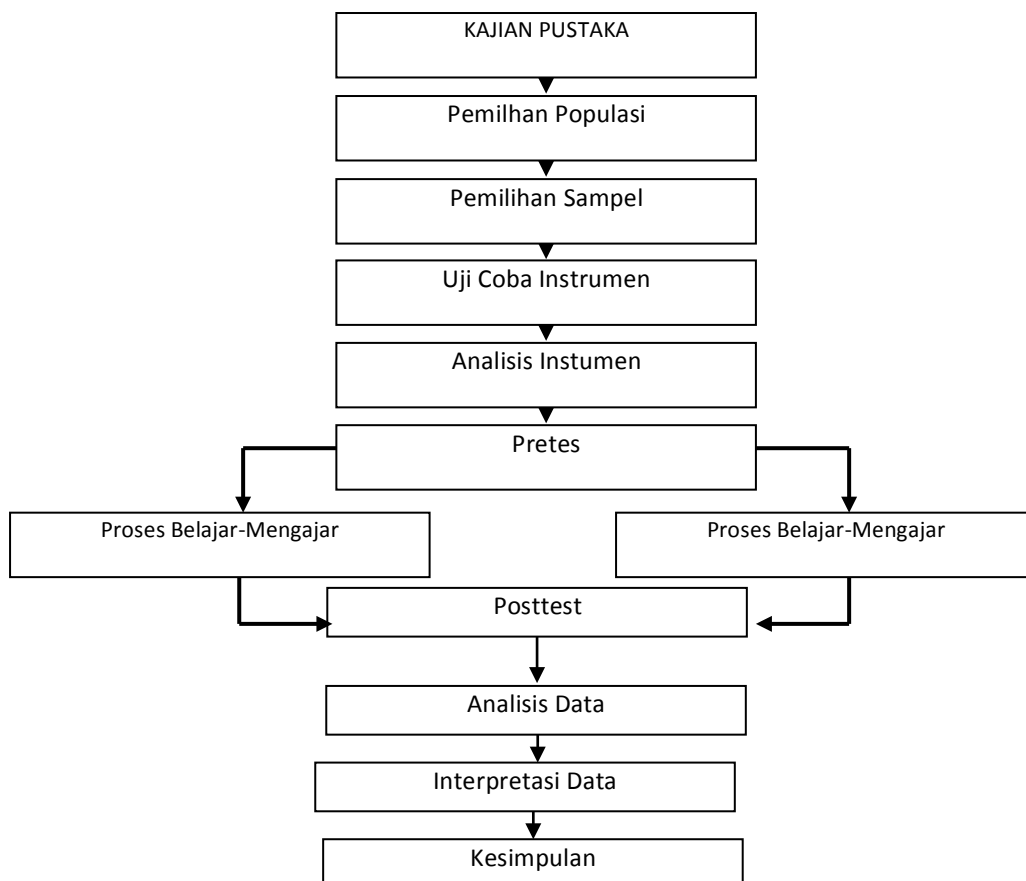 KAJIAN PUSTAKA
Pemilhan Populasi
Pemilihan Sampel
Uji Coba Instrumen
Analisis Instumen
Pretes
Proses Belajar-Mengajar
Proses Belajar-Mengajar
Posttest
Analisis Data
Interpretasi Data
Kesimpulan